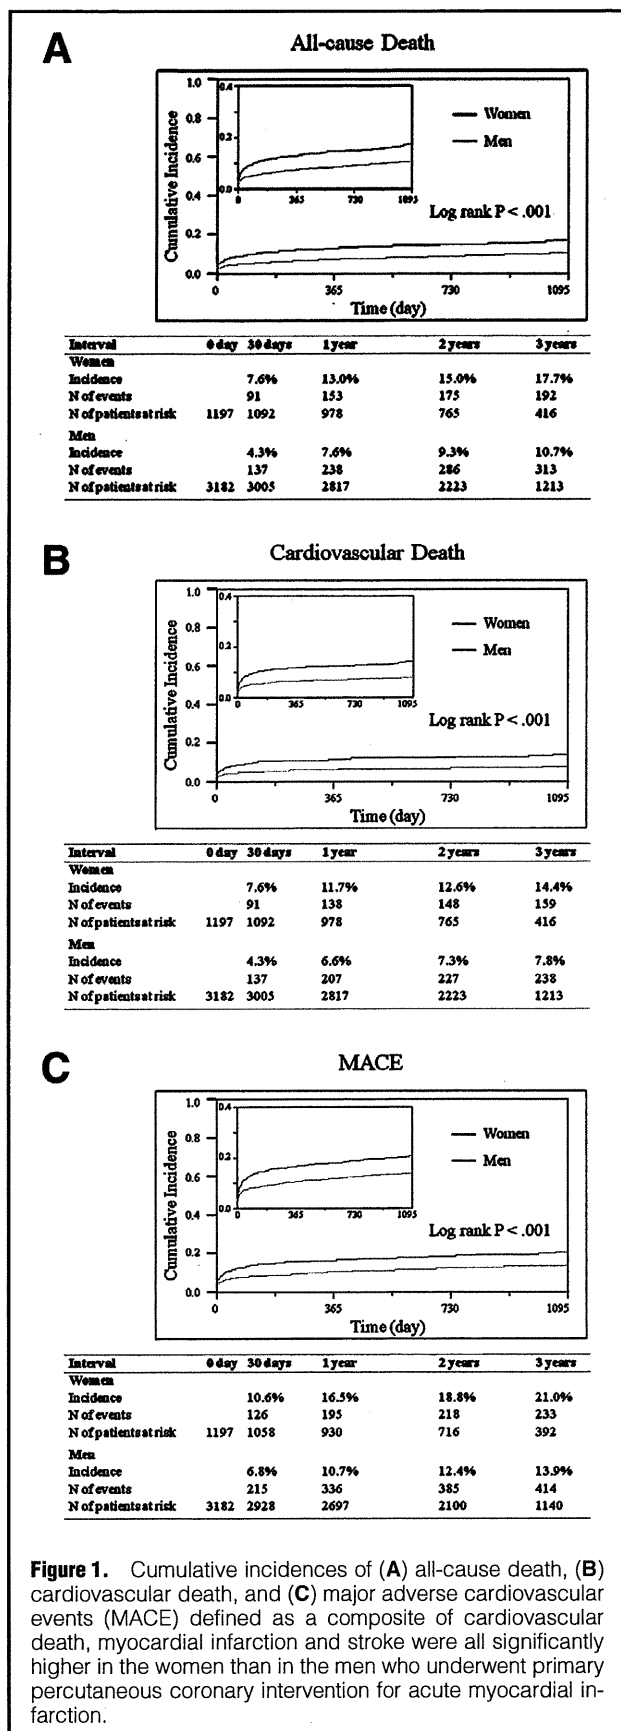 A
All-cause Death
Cumulative Incidence
1.0
0.8
0.6
0.4
0.2
0.0
0.4
0.2
0.0
0 365 730 1095
Women
Men
Log rank P < .001
0 365 730 1095
Time (day)
Interval 0 day 30 days 1 year 2 years 3 years
Women
Incidence 7.6% 13.0% 15.0% 17.7%
N of events 91 153 175 192
N of patients at risk 1197 1092 978 765 416
Men
Incidence 4.3% 7.6% 9.3% 10.7%
N of events 137 238 286 313
N of patients at risk 3182 3005 2817 2223 1213
B
Cardiovascular Death
Cumulative Incidence
1.0
0.8
0.6
0.4
0.2
0.0
0.4
0.2
0.0
0 365 730 1095
Women
Men
Log rank P < .001
0 365 730 1095
Time (day)
Interval 0 day 30 days 1 year 2 years 3 years
Women
Incidence 7.6% 11.7% 12.6% 14.4%
N of events 91 138 148 159
N of patients at risk 1197 1092 978 765 416
Men
Incidence 4.3% 6.6% 7.3% 7.8%
N of events 137 207 227 238
N of patients at risk 3182 3005 2817 2223 1213
C
MACE
Cumulative Incidence
1.0
0.8
0.6
0.4
0.2
0.0
0.4
0.2
0.0
0 365 730 1095
Women
Men
Log rank P < .001
0 365 730 1095
Time (day)
Interval 0 day 30 days 1 year 2 years 3 years
Women
Incidence 10.6% 16.5% 18.8% 21.0%
N of events 126 195 218 233
N of patients at risk 1197 1058 930 716 392
Men
Incidence 6.8% 10.7% 12.4% 13.9%
N of events 215 336 385 414
N of patients at risk 3182 2928 2697 2100 1140
Figure 1. Cumulative incidences of (A) all-cause death, (B)
cardiovascular death, and (C) major adverse cardiovascular
events (MACE) defined as a composite of cardiovascular
death, myocardial infarction and stroke were all significantly
higher in the women than in the men who underwent primary
percutaneous coronary intervention for acute myocardial in-
farction.